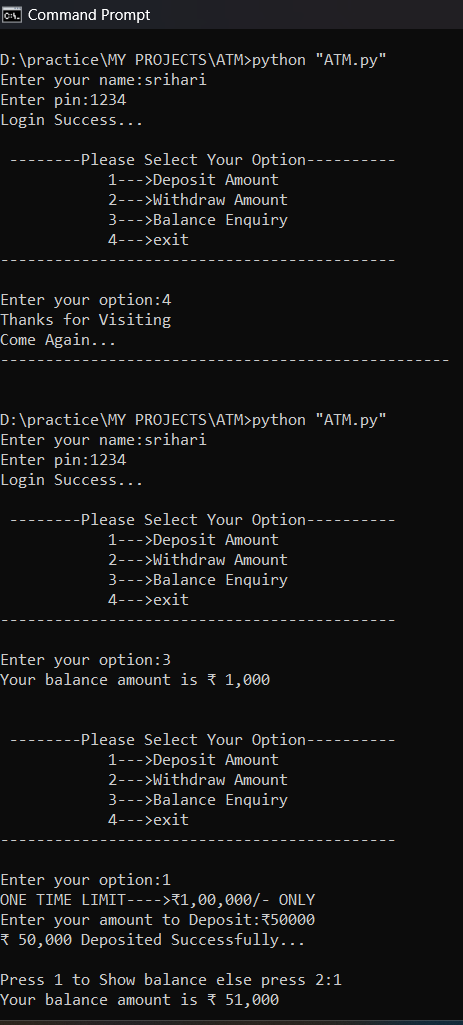 Command Prompt
D:\practice\MY PROJECTS\ATM>python "ATM.py"
Enter your name:srihari
Enter pin:1234
Login Success...
--------Please Select Your Option----------
1--->Deposit Amount
2--->Withdraw Amount
3--->Balance Enquiry
4--->exit
--------------------------------------------
Enter your option:4
Thanks for Visiting
Come Again...
--------------------------------------------------
D:\practice\MY PROJECTS\ATM>python "ATM.py"
Enter your name:srihari
Enter pin:1234
Login Success...
--------Please Select Your Option----------
1--->Deposit Amount
2--->Withdraw Amount
3--->Balance Enquiry
4--->exit
--------------------------------------------
Enter your option:3
Your balance amount is ₹ 1,000
--------Please Select Your Option----------
1--->Deposit Amount
2--->Withdraw Amount
3--->Balance Enquiry
4--->exit
--------------------------------------------
Enter your option:1
ONE TIME LIMIT---->₹1,00,000/- ONLY
Enter your amount to Deposit:₹50000
₹ 50,000 Deposited Successfully...
Press 1 to Show balance else press 2:1
Your balance amount is ₹ 51,000